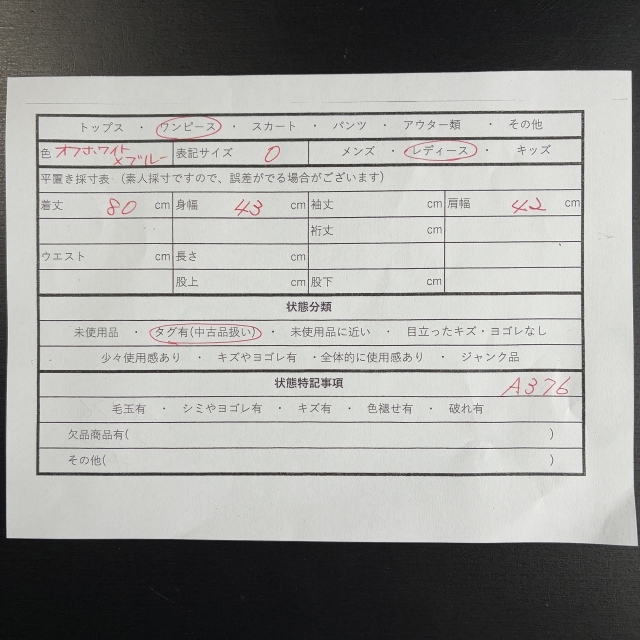 トップス ・ ワンピース ・ スカート ・ パンツ ・ アウター類 ・ その他
色 オフホワイト×ブルー 表記サイズ 0 メンズ ・ レディース ・ キッズ
平置き採寸表 (素人採寸ですので、誤差がでる場合がございます)
着丈 80 cm 身幅 43 cm 袖丈 cm 肩幅 42 cm
裄丈 cm
ウエスト cm 長さ cm
股上 cm 股下 cm
状態分類
未使用品 ・ タグ有(中古品扱い) ・ 未使用品に近い ・ 目立ったキズ・ヨゴレなし
少々使用感あり ・ キズやヨゴレ有 ・全体的に使用感あり ・ ジャンク品
状態特記事項 A376
毛玉有 ・ シミやヨゴレ有 ・ キズ有 ・ 色褪せ有 ・ 破れ有
欠品商品有( )
その他( )